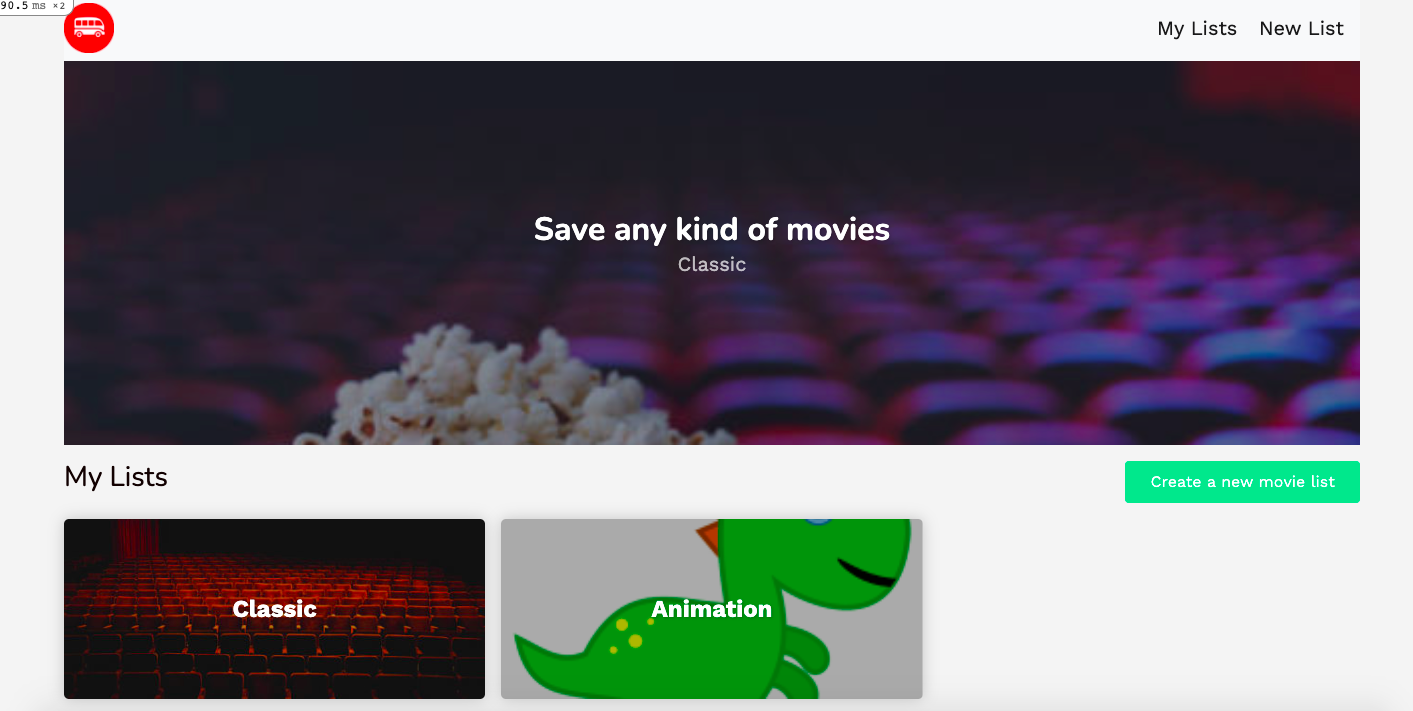 90.5 ms ×2
My Lists New List
Save any kind of movies
Classic
My Lists
Create a new movie list
Classic
Animation